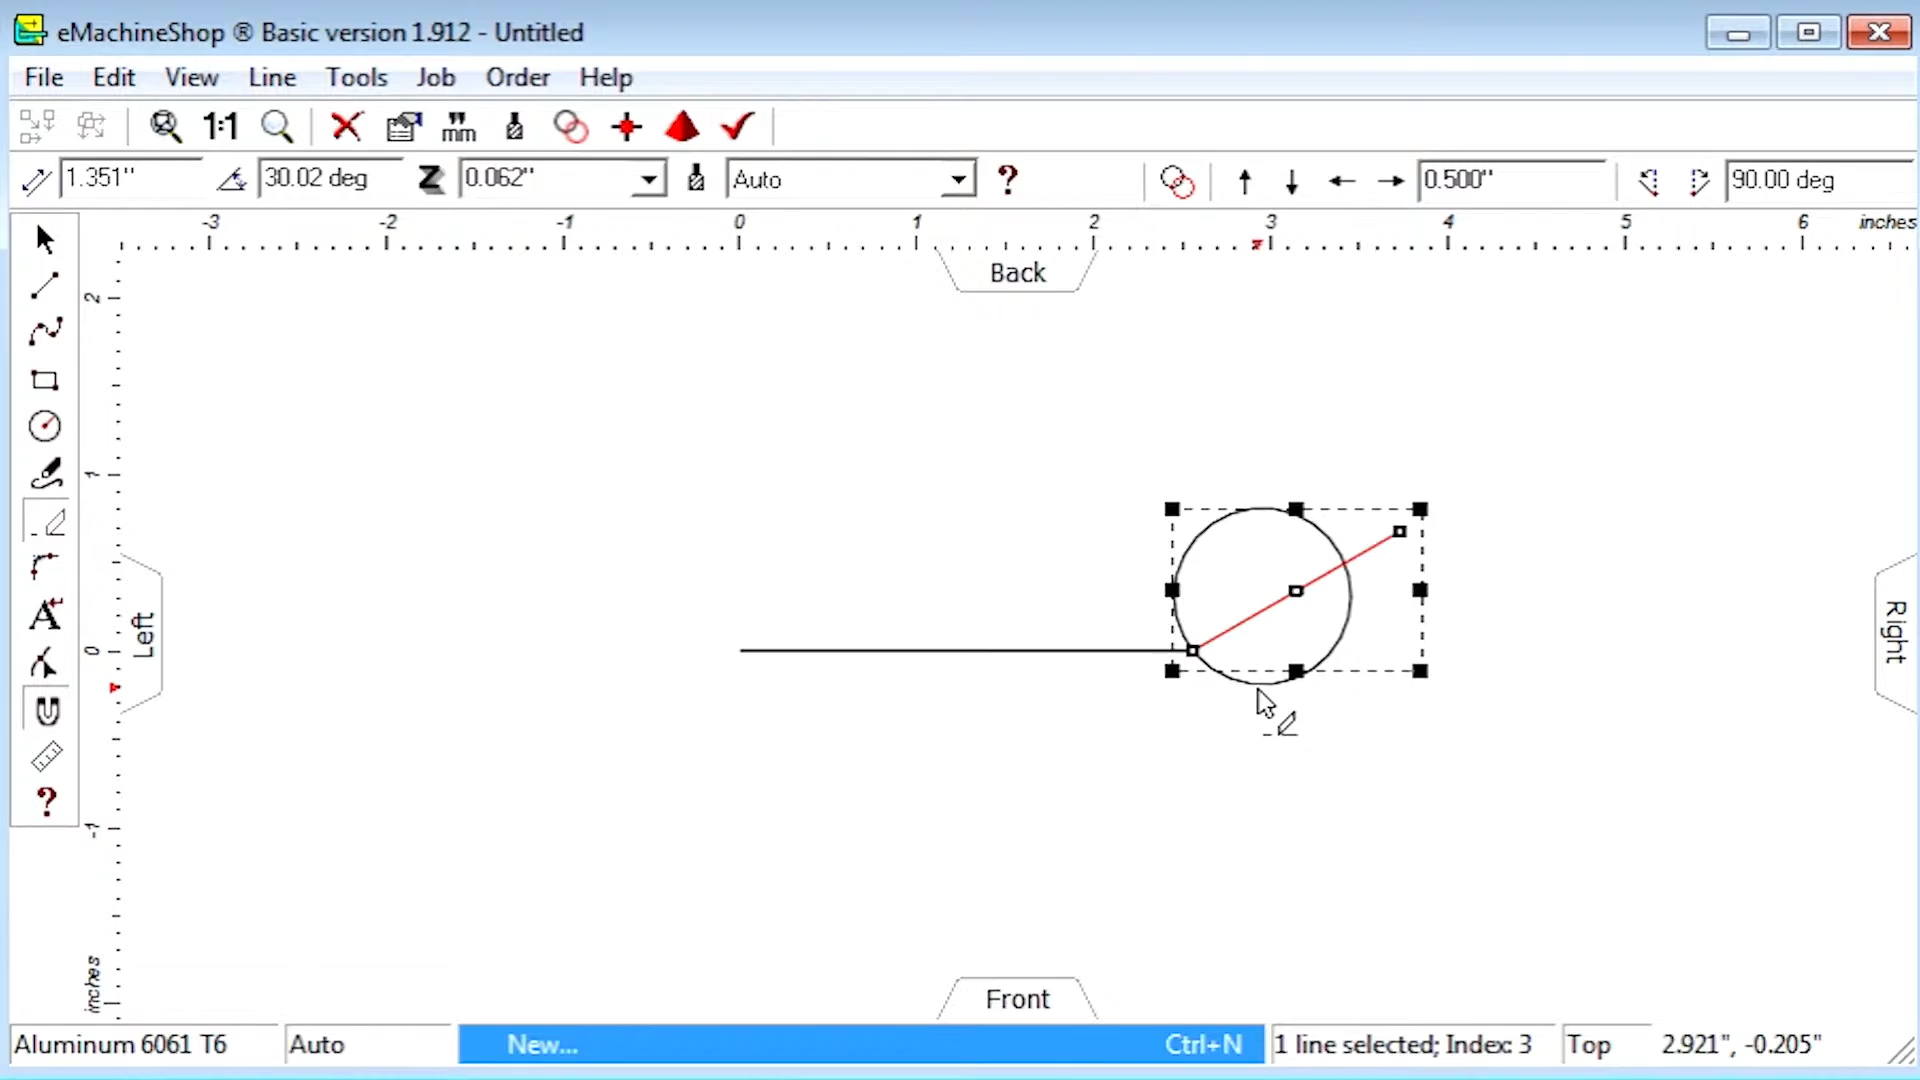 eMachineShop ® Basic version 1.912 - Untitled
File Edit View Line Tools Job Order Help
1:1 mm
1.351" 30.02 deg 0.062" Auto ? 0.500" 90.00 deg
-3 -2 -1 0 1 2 3 4 5 6 inches
Back
2
1
A
Left
0
Right
?
-1
inches
Front
Aluminum 6061 T6 Auto New... Ctrl+N 1 line selected; Index: 3 Top 2.921", -0.205"